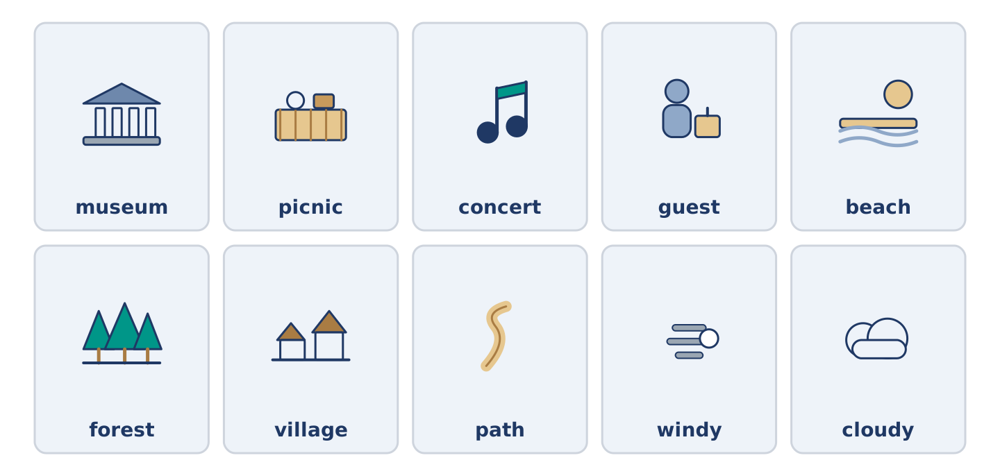 museum
picnic
concert
guest
beach
forest
village
path
windy
cloudy